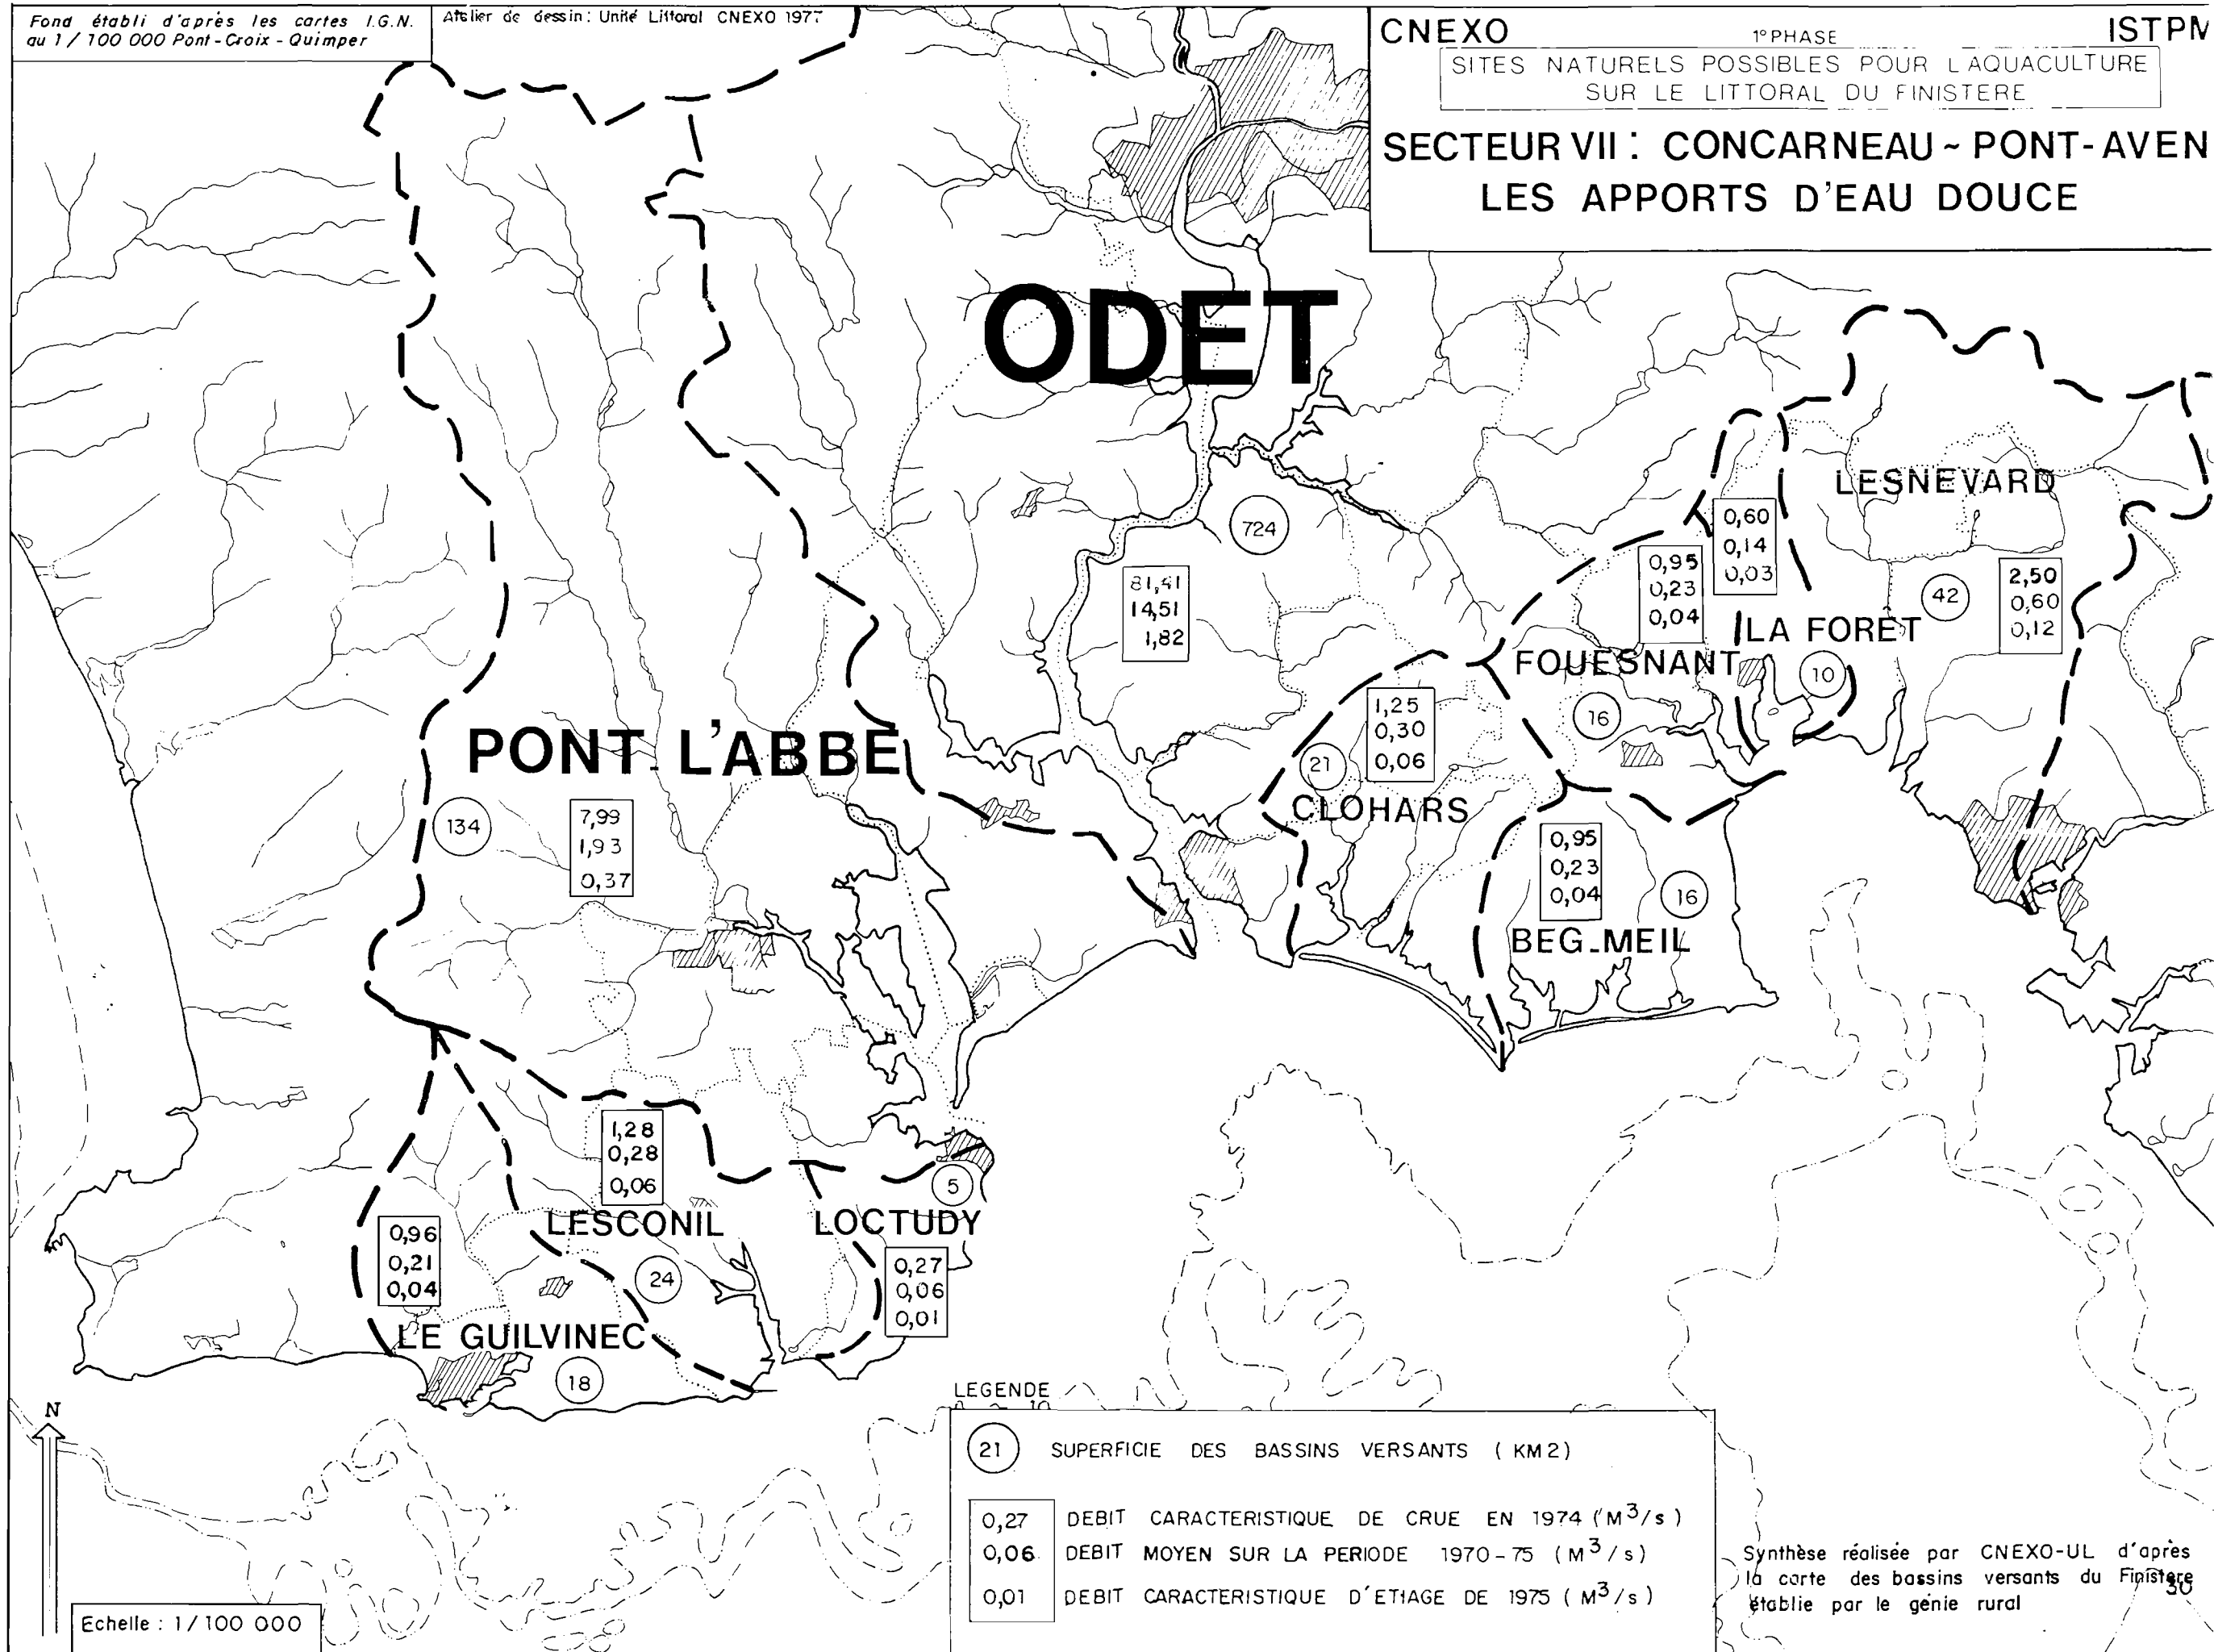 Fond établi d'après les cartes I.G.N.
au 1 / 100 000 Pont-Croix - Quimper
Atelier de dessin: Unité Littoral CNEXO 1977
CNEXO 1° PHASE ISTPM
SITES NATURELS POSSIBLES POUR L AQUACULTURE
SUR LE LITTORAL DU FINISTERE
SECTEUR VII : CONCARNEAU ~ PONT-AVEN
LES APPORTS D'EAU DOUCE
ODET
724
81,41
14,51
1,82
LESNEVARD
42
2,50
0,60
0,12
0,60
0,14
0,03
LA FORÊT
10
0,95
0,23
0,04
FOUESNANT
16
1,25
0,30
0,06
21
CLOHARS
0,95
0,23
0,04
16
BEG-MEIL
PONT L'ABBÉ
134
7,99
1,93
0,37
1,28
0,28
0,06
LESCONIL
24
5
LOCTUDY
0,27
0,06
0,01
0,96
0,21
0,04
LE GUILVINEC
18
N
Echelle : 1/100 000
LEGENDE
21 SUPERFICIE DES BASSINS VERSANTS ( KM2)
0,27 DEBIT CARACTERISTIQUE DE CRUE EN 1974 (M³/s)
0,06 DEBIT MOYEN SUR LA PERIODE 1970-75 (M³/s)
0,01 DEBIT CARACTERISTIQUE D'ETIAGE DE 1975 (M³/s)
Synthèse réalisée par CNEXO-UL d'après
la carte des bassins versants du Finistère
établie par le génie rural
30